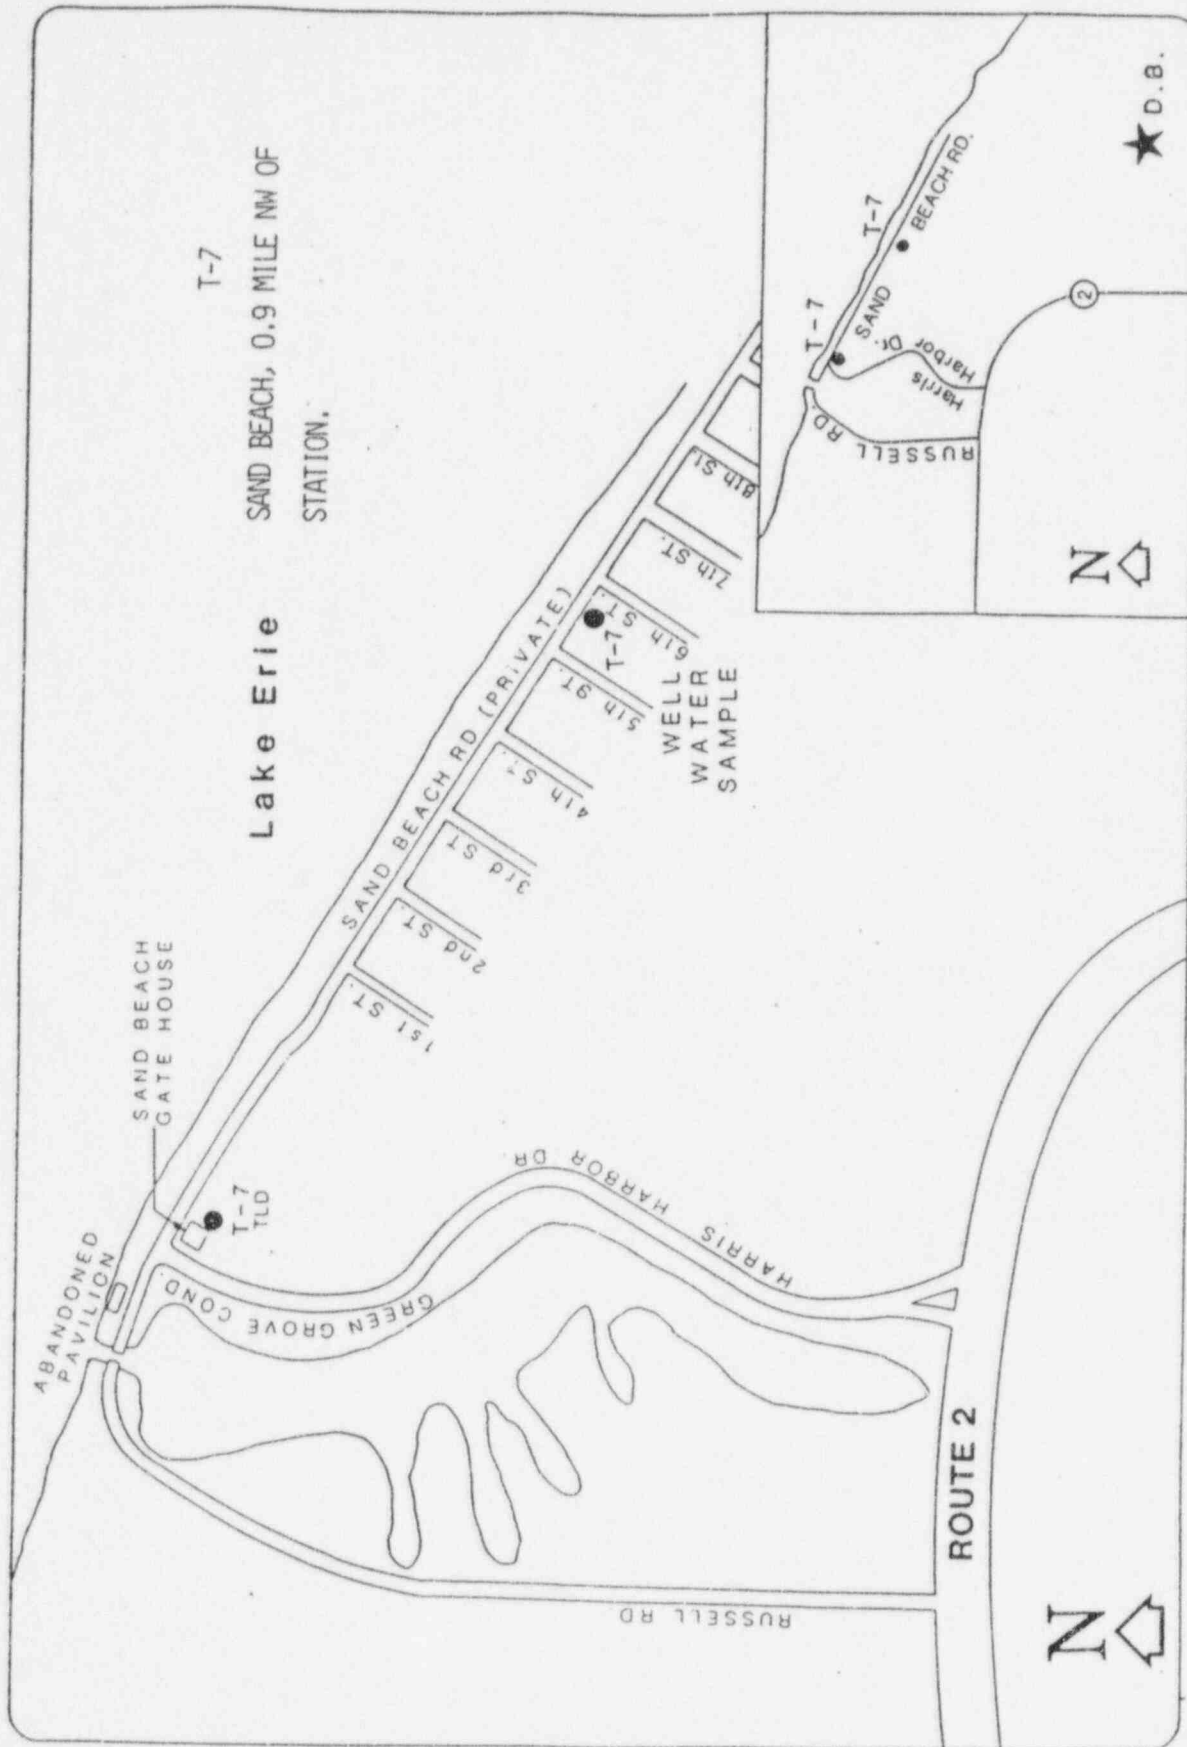 T-7
SAND BEACH, 0.9 MILE NW OF
STATION.
Lake Erie
ABANDONED
PAVILION
SAND BEACH
GATE HOUSE
T-7
TLD
GREEN GROVE COND.
HARRIS HARBOR DR
RUSSELL RD
ROUTE 2
SAND BEACH RD (PRIVATE)
1st ST.
2nd ST.
3rd ST
4th ST.
5th ST.
6th ST.
7th ST.
8th St.
T-7
WELL
WATER
SAMPLE
N
T-7
T-7
SAND BEACH RD.
Harris Harbor Dr.
RUSSELL RD.
2
D.B.
N